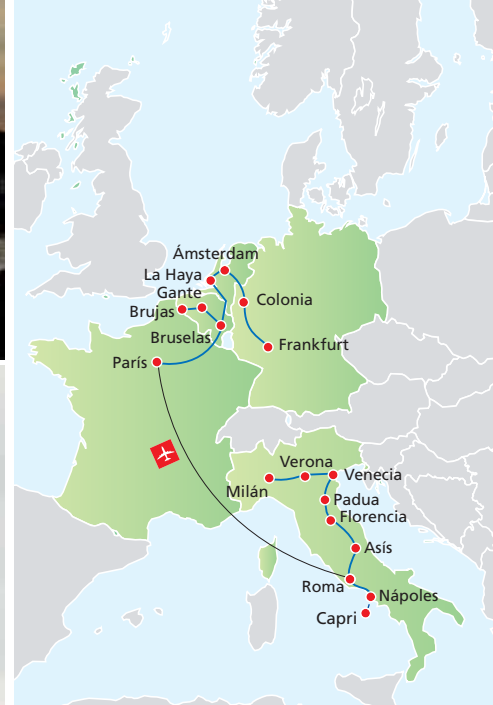 Ámsterdam
La Haya
Gante
Brujas
Colonia
Bruselas
Frankfurt
París
Verona
Venecia
Milán
Padua
Florencia
Asís
Roma
Nápoles
Capri